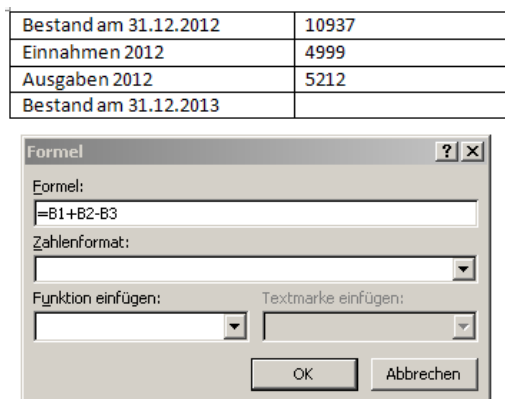 Bestand am 31.12.2012 10937
Einnahmen 2012 4999
Ausgaben 2012 5212
Bestand am 31.12.2013
Formel ? X
Formel:
=B1+B2-B3
Zahlenformat:
Funktion einfügen: Textmarke einfügen:
OK Abbrechen